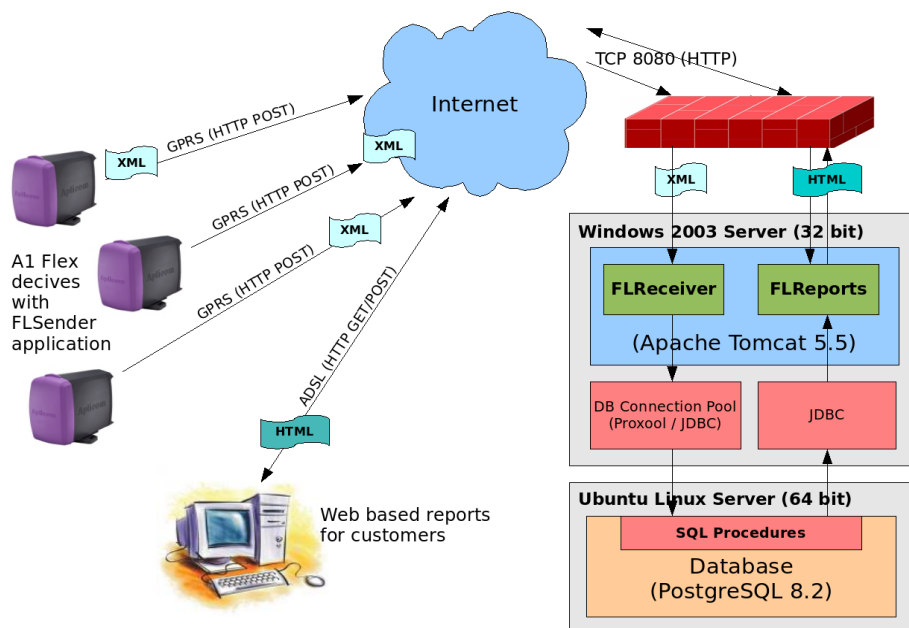 Internet
TCP 8080 (HTTP)
GPRS (HTTP POST)
XML
XML
GPRS (HTTP POST)
XML
GPRS (HTTP POST)
A1 Flex
decives
with
FLSender
application
ADSL (HTTP GET/POST)
HTML
Web based reports
for customers
XML
HTML
Windows 2003 Server (32 bit)
FLReceiver
FLReports
(Apache Tomcat 5.5)
DB Connection Pool
(Proxool / JDBC)
JDBC
Ubuntu Linux Server (64 bit)
SQL Procedures
Database
(PostgreSQL 8.2)